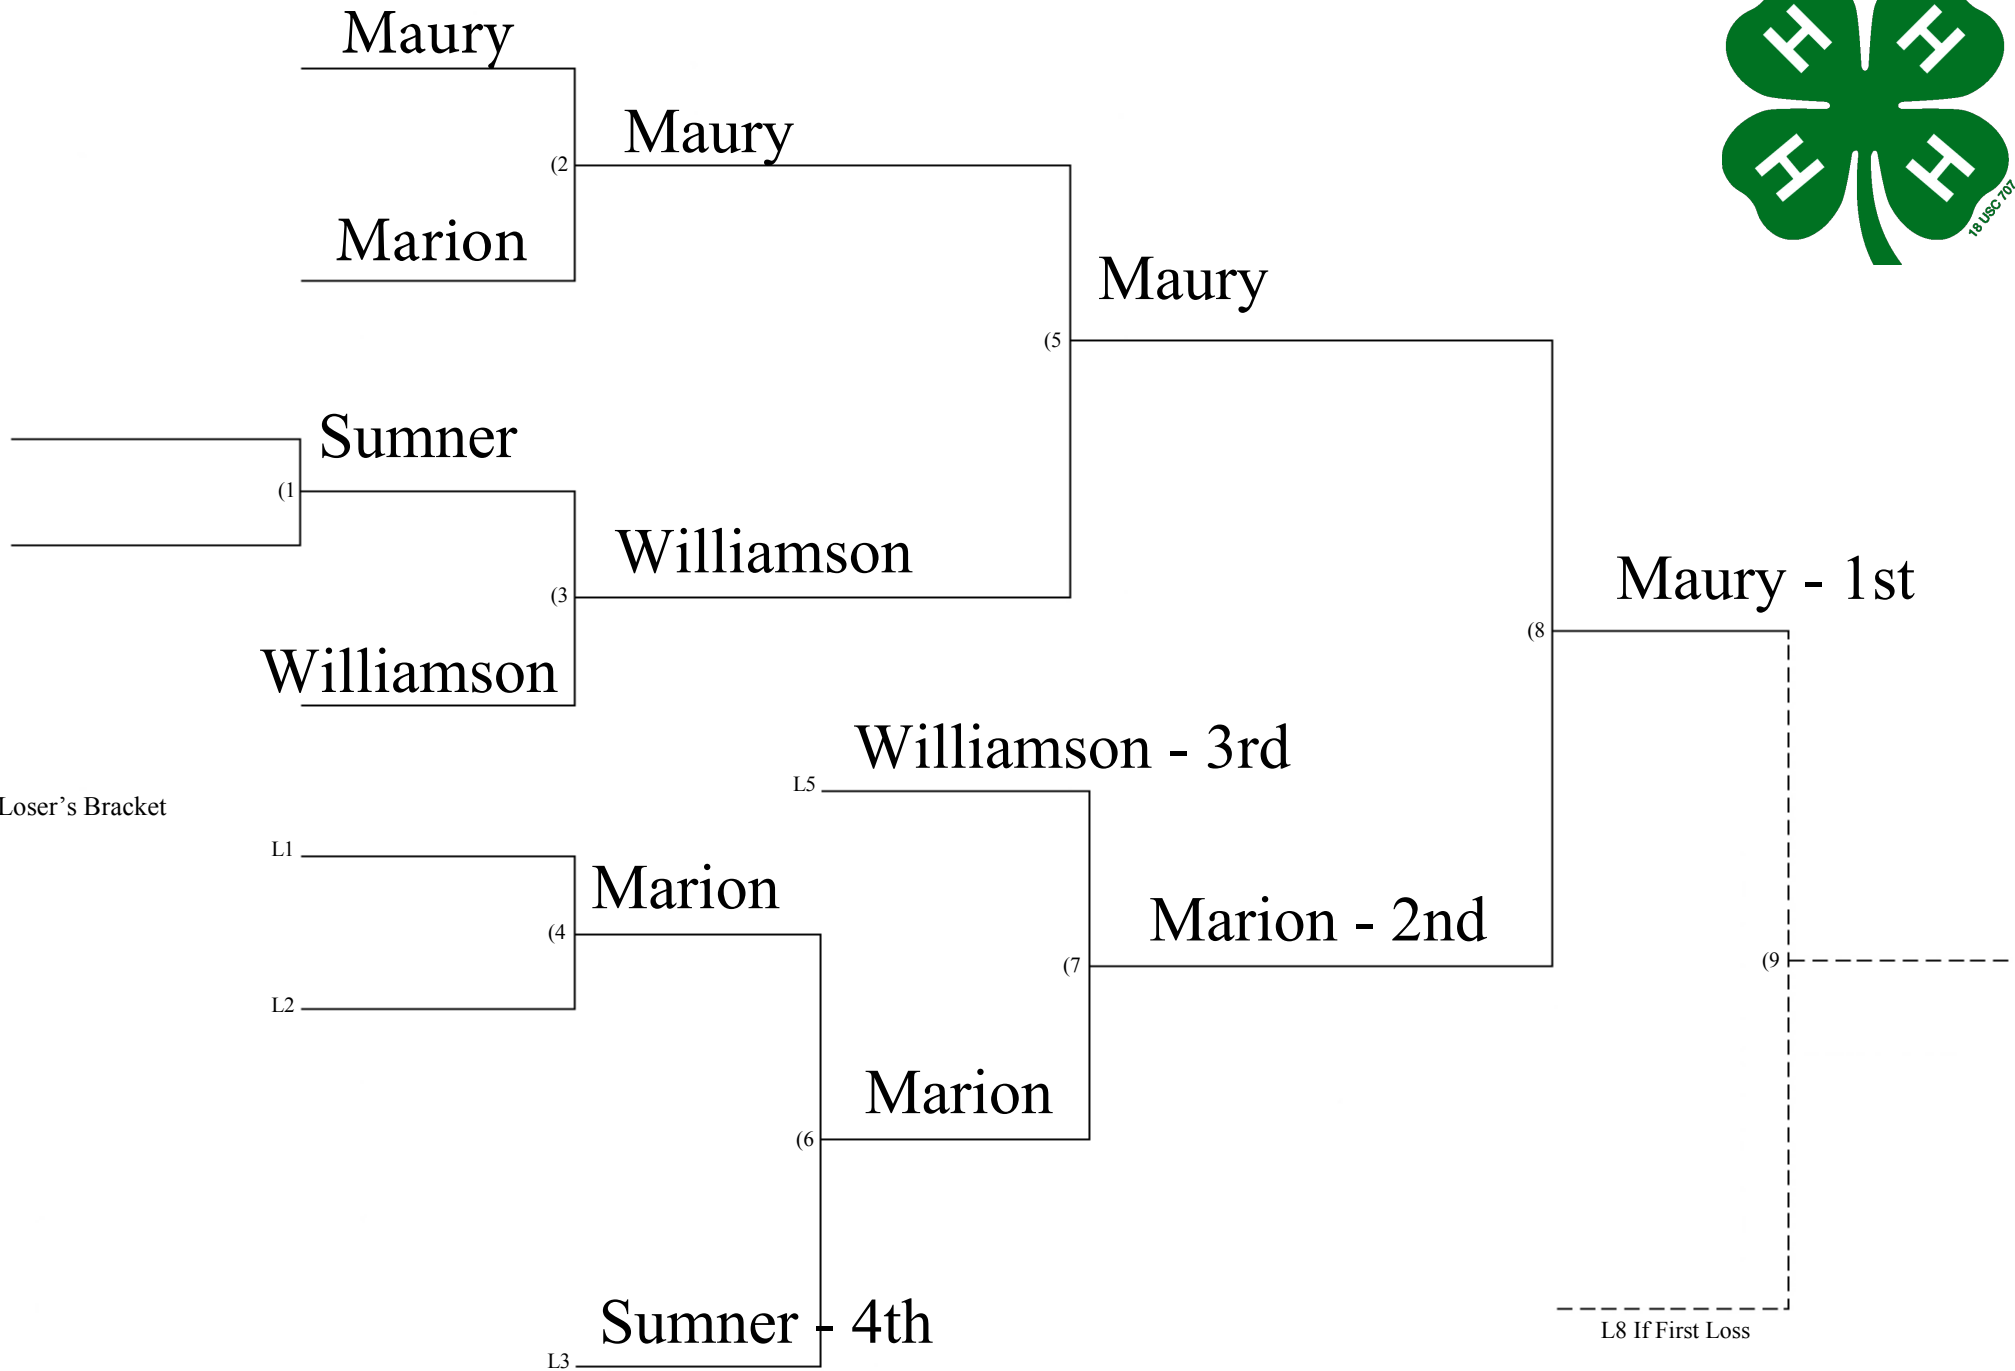 Maury
H H
H H
18 USC 707
(2
Maury
Marion
Maury
(5
Sumner
(1
Williamson
(3
Maury - 1st
(8
Williamson
Williamson - 3rd
L5
Loser’s Bracket
L1
Marion
(4
Marion - 2nd
(7
(9
L2
Marion
(6
Sumner - 4th
L3
L8 If First Loss